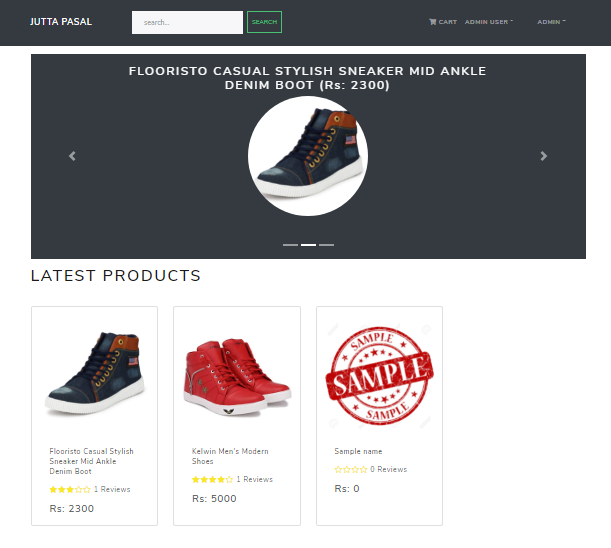 JUTTA PASAL
search...
SEARCH
CART
ADMIN USER
ADMIN
FLOORISTO CASUAL STYLISH SNEAKER MID ANKLE
DENIM BOOT (Rs: 2300)
LATEST PRODUCTS
Flooristo Casual Stylish
Sneaker Mid Ankle
Denim Boot
1 Reviews
Rs: 2300
Kelwin Men's Modern
Shoes
1 Reviews
Rs: 5000
SAMPLE
SAMPLE
SAMPLE
Sample name
0 Reviews
Rs: 0